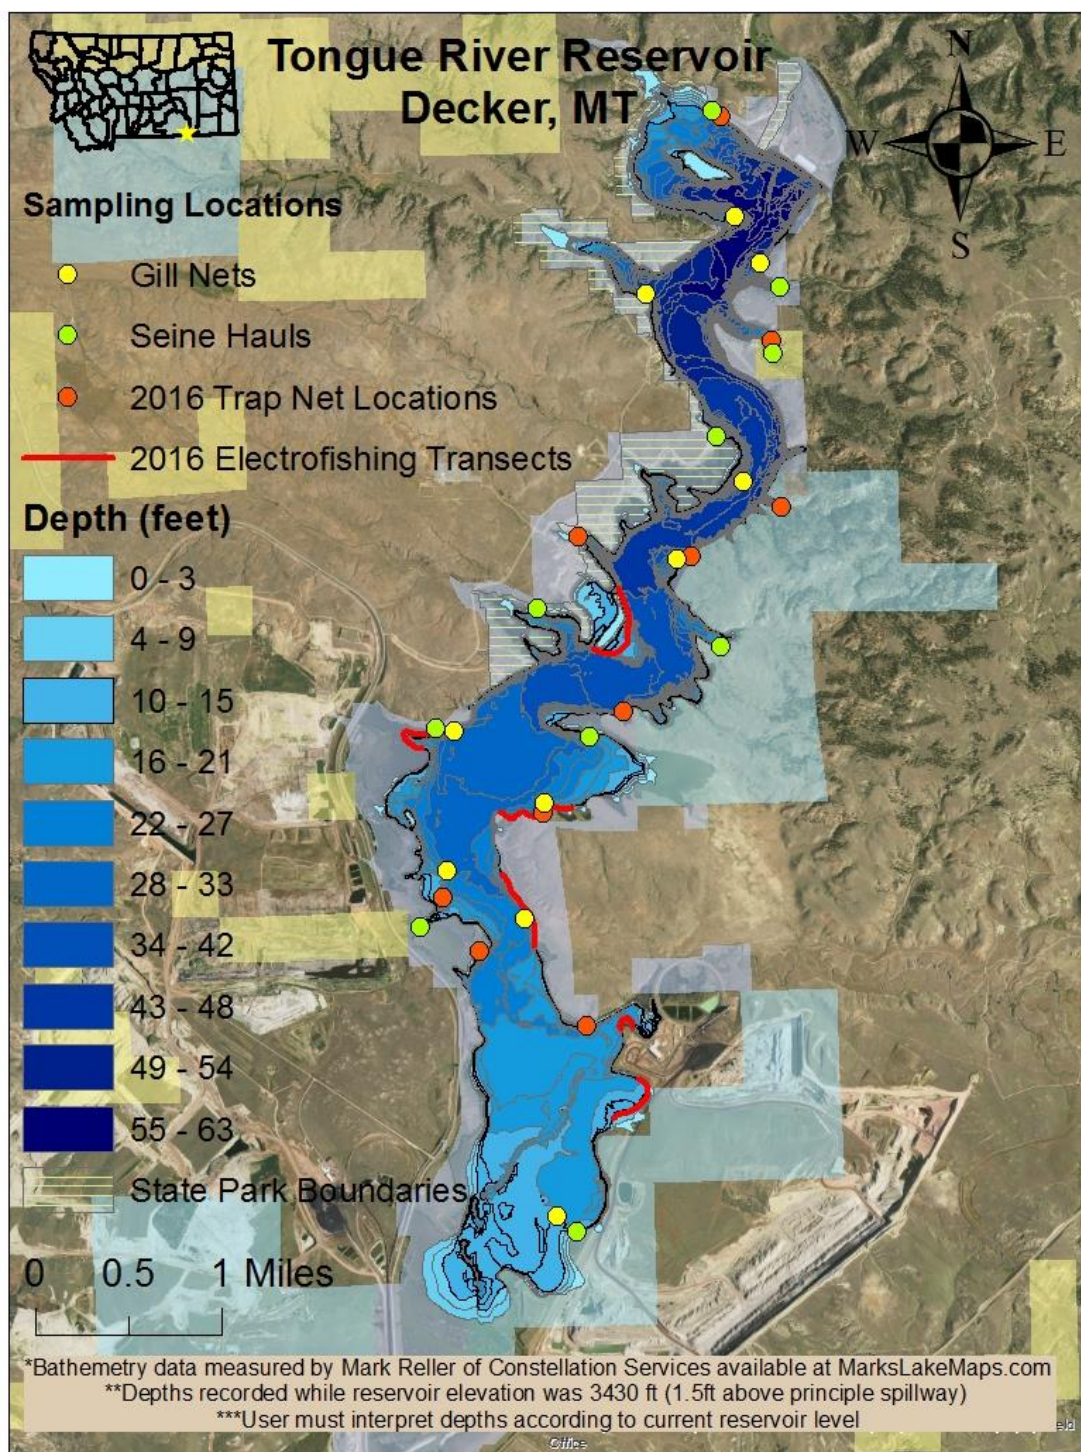 Tongue River Reservoir
Decker, MT
N
W
E
S
Sampling Locations
Gill Nets
Seine Hauls
2016 Trap Net Locations
2016 Electrofishing Transects
Depth (feet)
0 - 3
4 - 9
10 - 15
16 - 21
22 - 27
28 - 33
34 - 42
43 - 48
49 - 54
55 - 63
State Park Boundaries
0 0.5 1 Miles
*Bathemetry data measured by Mark Reller of Constellation Services available at MarksLakeMaps.com
**Depths recorded while reservoir elevation was 3430 ft (1.5ft above principle spillway)
***User must interpret depths according to current reservoir level
Office